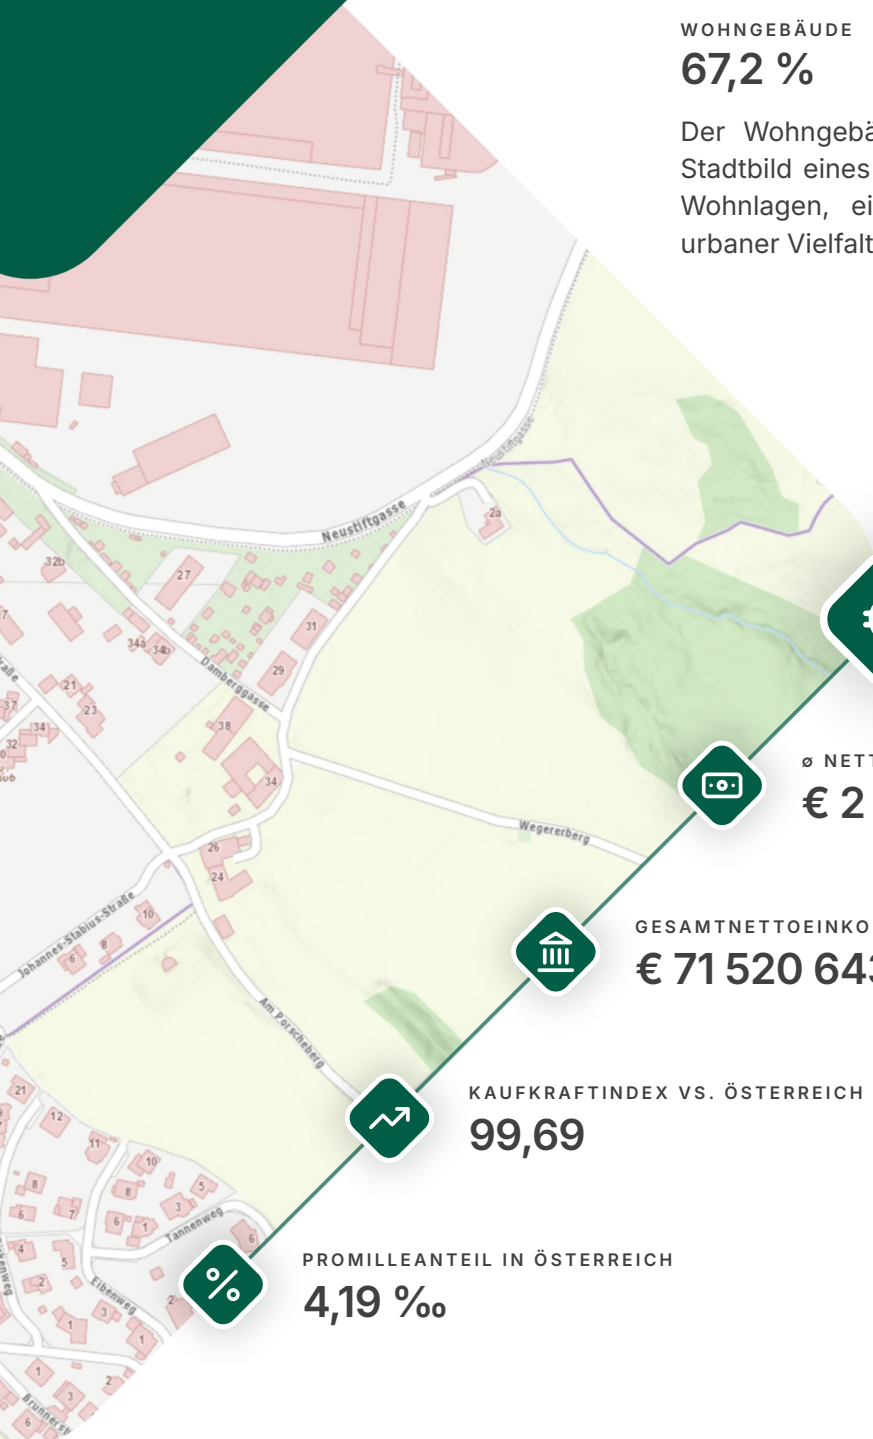 WOHNGEBÄUDE
67,2 %
Der Wohngebä
Stadtbild eines
Wohnlagen, ei
urbaner Vielfalt
Neustiftgasse
Neustiftgasse
2a
32b
27
31
34a
34b
29
Damberggasse
21
23
37
34
32
38
34
ø NETT
€ 2
Wegererberg
26
24
10
8
6
Johannes-Stabius-Straße
GESAMTNETTOEINKO
€ 71 520 643
Am Porscheberg
KAUFKRAFTINDEX VS. ÖSTERREICH
99,69
21
12
11
10
8
8
5
3
6
7
6
1
Tannenweg
6
4
5
2
Eibenweg
3
1
1
2
PROMILLEANTEIL IN ÖSTERREICH
4,19 ‰
1
2
3
6
Brunnerst